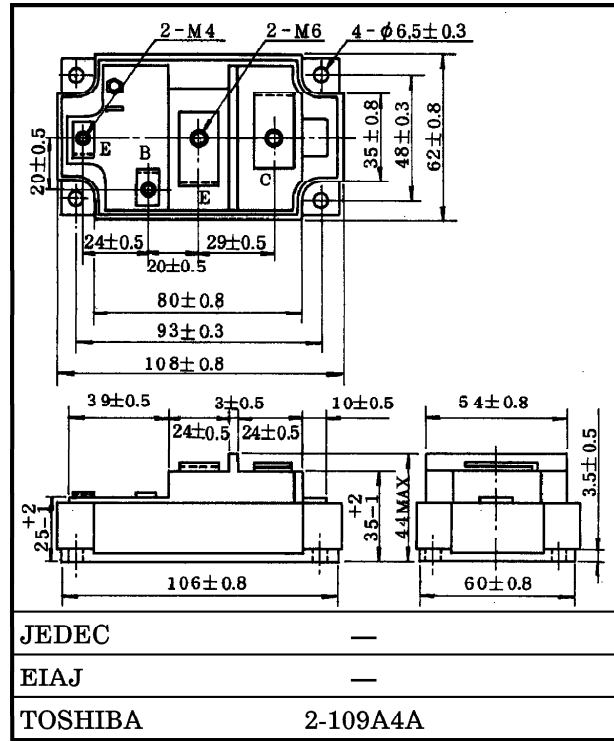 2-M4
2-M6
4-φ6,5±0.3
E
B
E
C
20±0.5
35±0.8
48±0.3
62±0.8
24±0.5
29±0.5
20±0.5
80±0.8
93±0.3
108±0.8
39±0.5
3±0.5
10±0.5
24±0.5
24±0.5
54±0.8
25+2-1
35+2-1
44MAX
3.5±0.5
106±0.8
60±0.8
JEDEC —
EIAJ —
TOSHIBA 2-109A4A